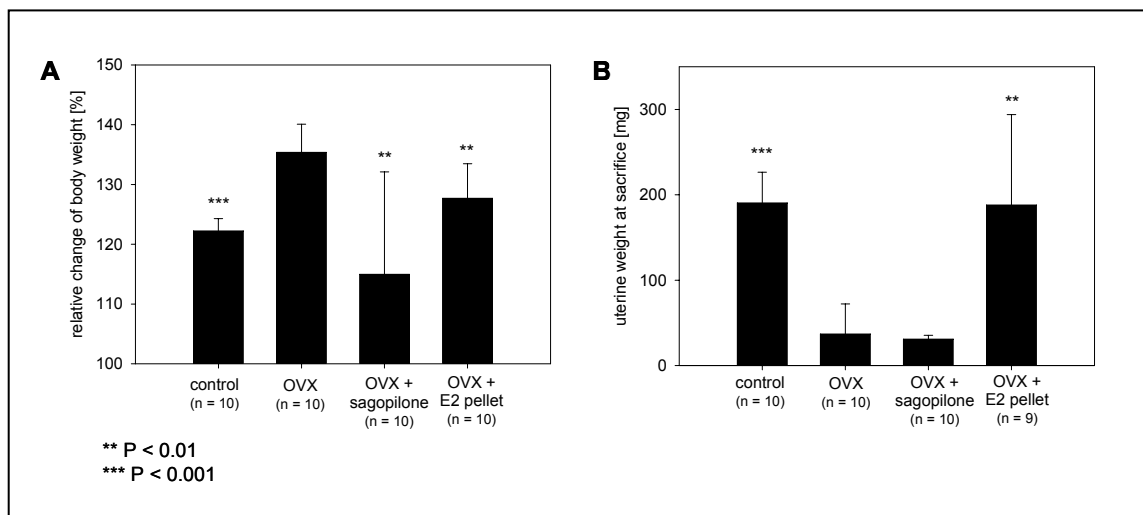 A
relative change of body weight [%]
150
140
130
120
110
100
***
**
**
control
(n = 10)
OVX
(n = 10)
OVX +
sagopilone
(n = 10)
OVX +
E2 pellet
(n = 10)
** P < 0.01
*** P < 0.001
B
uterine weight at sacrifice [mg]
300
200
100
0
***
**
control
(n = 10)
OVX
(n = 10)
OVX +
sagopilone
(n = 10)
OVX +
E2 pellet
(n = 9)